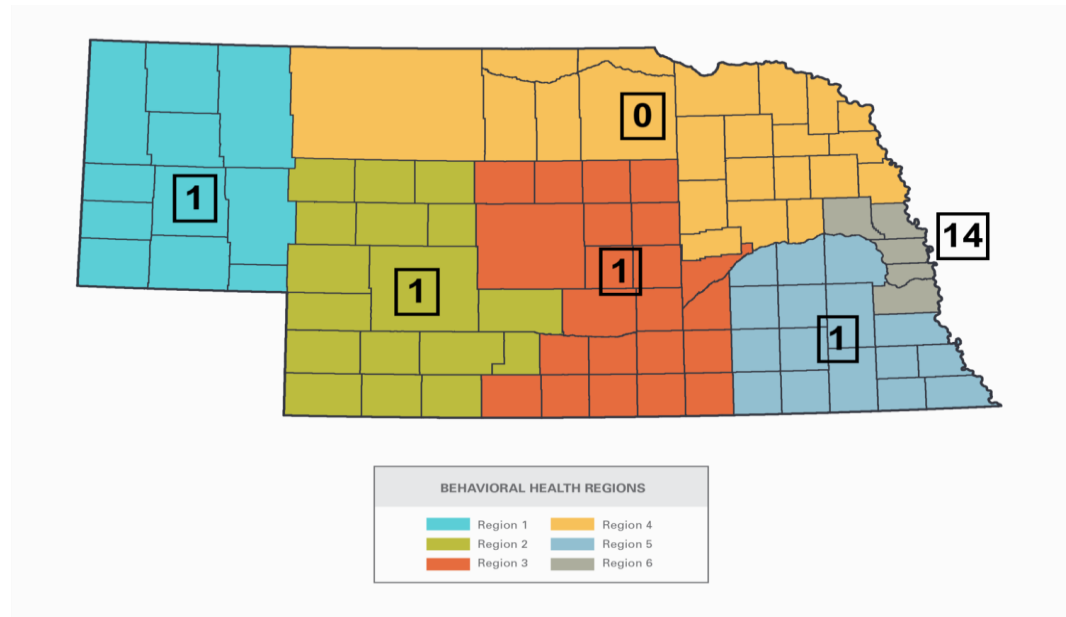 0
1
14
1
1
1
BEHAVIORAL HEALTH REGIONS
Region 1
Region 2
Region 3
Region 4
Region 5
Region 6